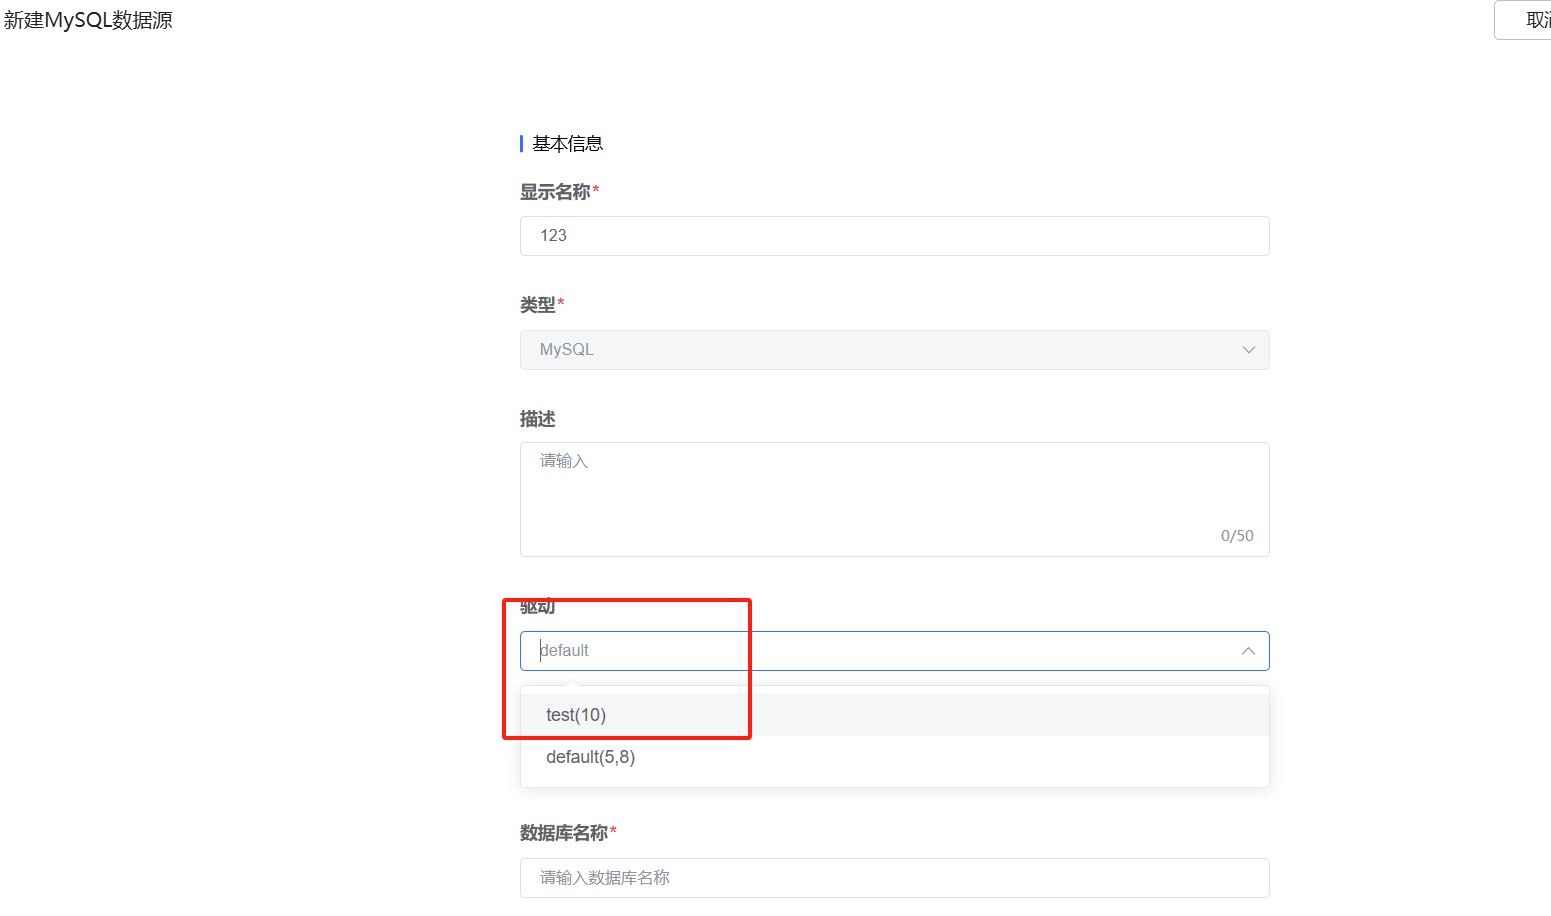 新建MySQL数据源
基本信息
显示名称*
123
类型*
MySQL
描述
请输入
0/50
驱动
default
test(10)
default(5,8)
数据库名称*
请输入数据库名称